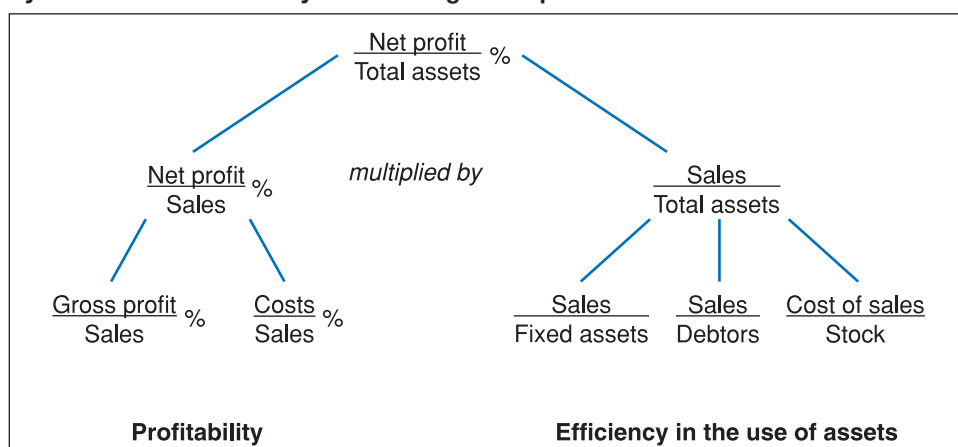 Net profit
Total assets %
Net profit
Sales %
multiplied by
Sales
Total assets
Gross profit
Sales %
Costs
Sales %
Sales
Fixed assets
Sales
Debtors
Cost of sales
Stock
Profitability
Efficiency in the use of assets